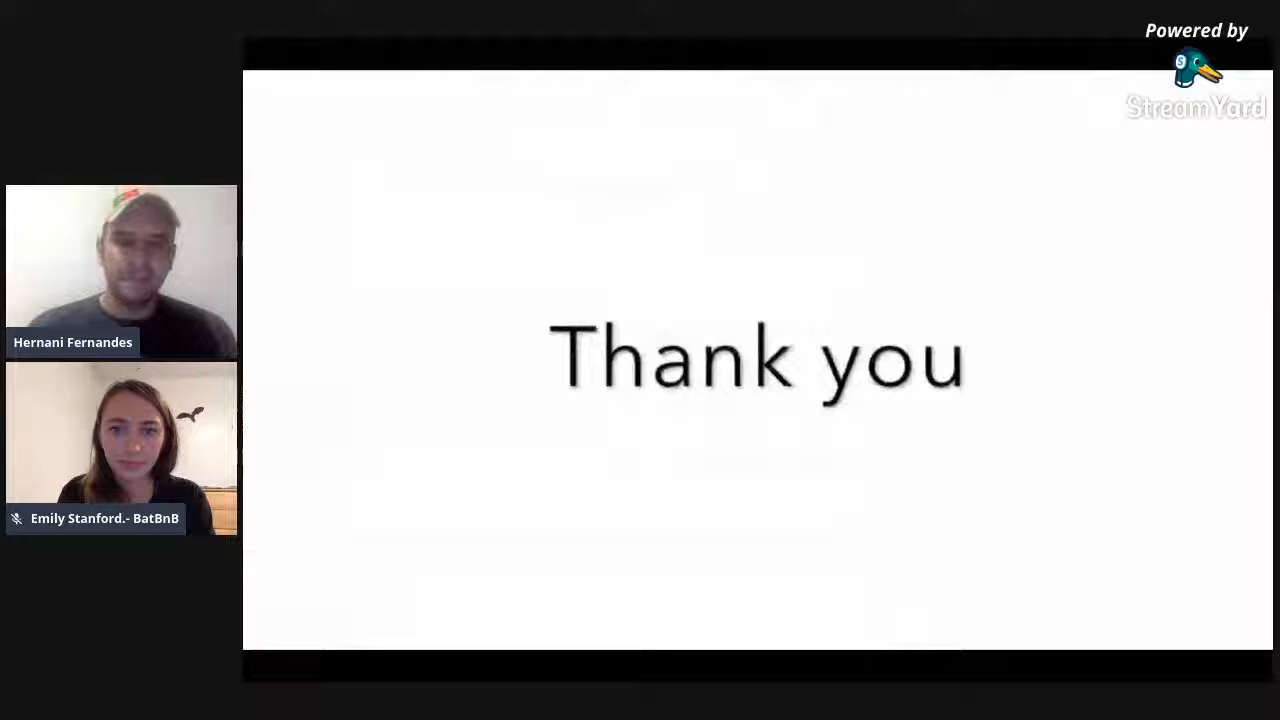 Powered by
StreamYard
Hernani Fernandes
Thank you
Emily Stanford.- BatBnB